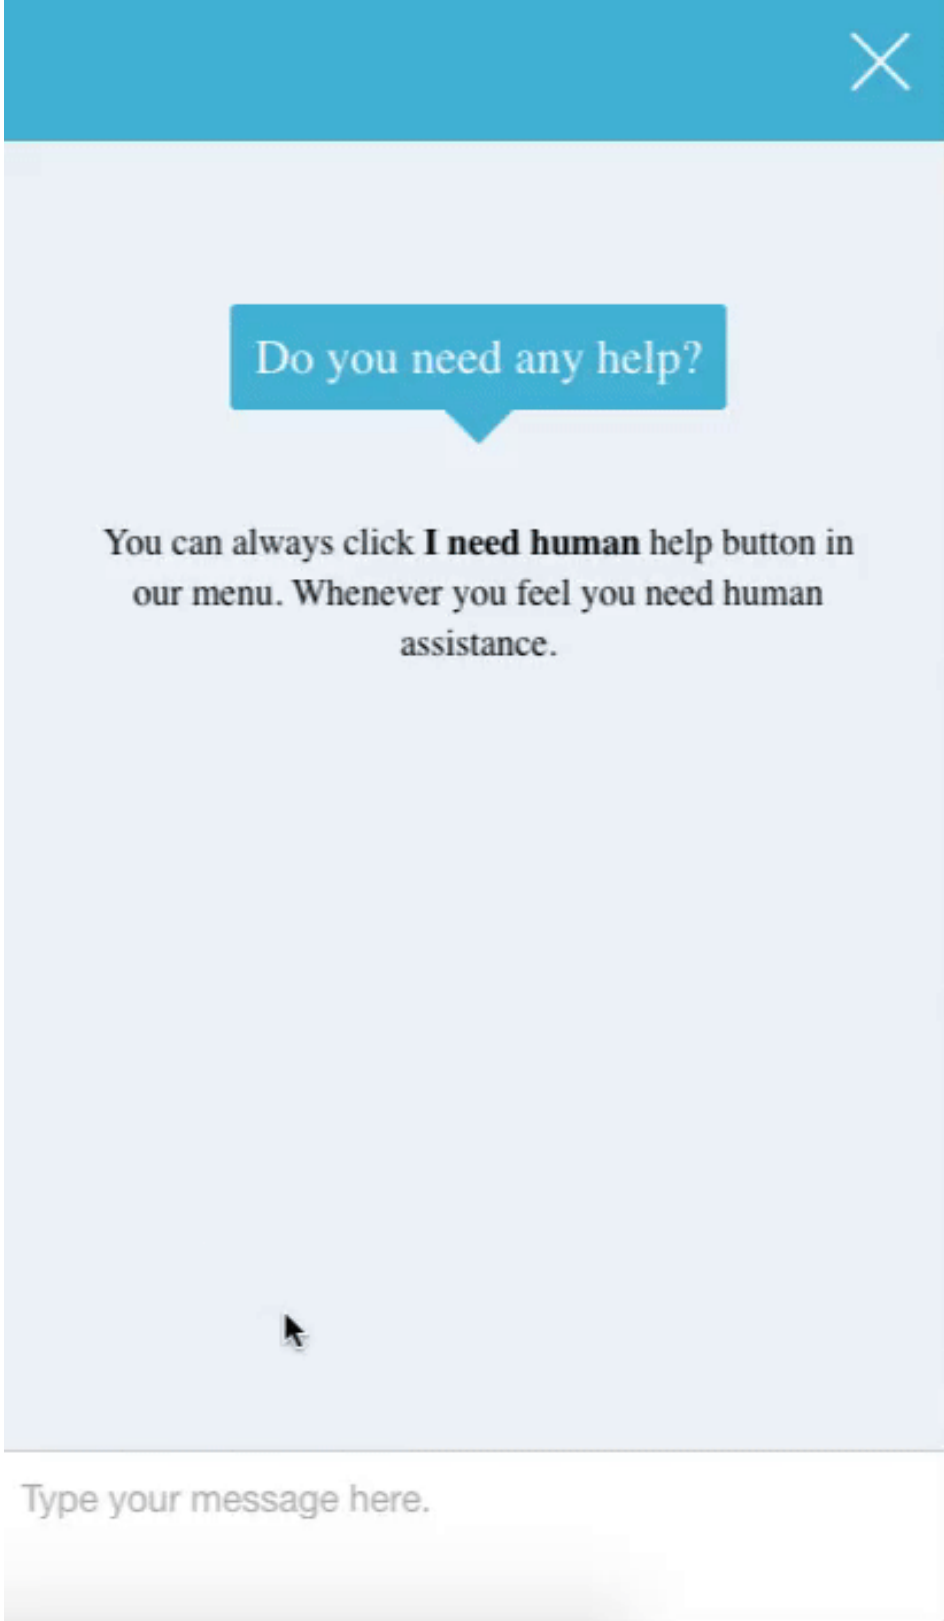 Do you need any help?
You can always click I need human help button in
our menu. Whenever you feel you need human
assistance.
Type your message here.